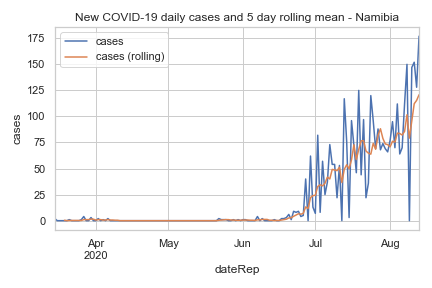 New COVID-19 daily cases and 5 day rolling mean - Namibia
cases
cases (rolling)
175
150
125
100
75
50
25
0
cases
Apr
2020
May
Jun
Jul
Aug
dateRep